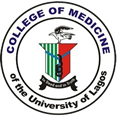 COLLEGE OF MEDICINE
of the University of Lagos